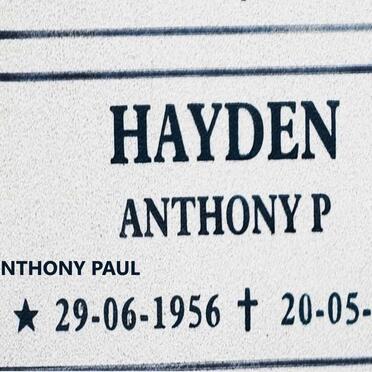 HAYDEN
ANTHONY P
NTHONY PAUL
★ 29-06-1956 ✝ 20-05-